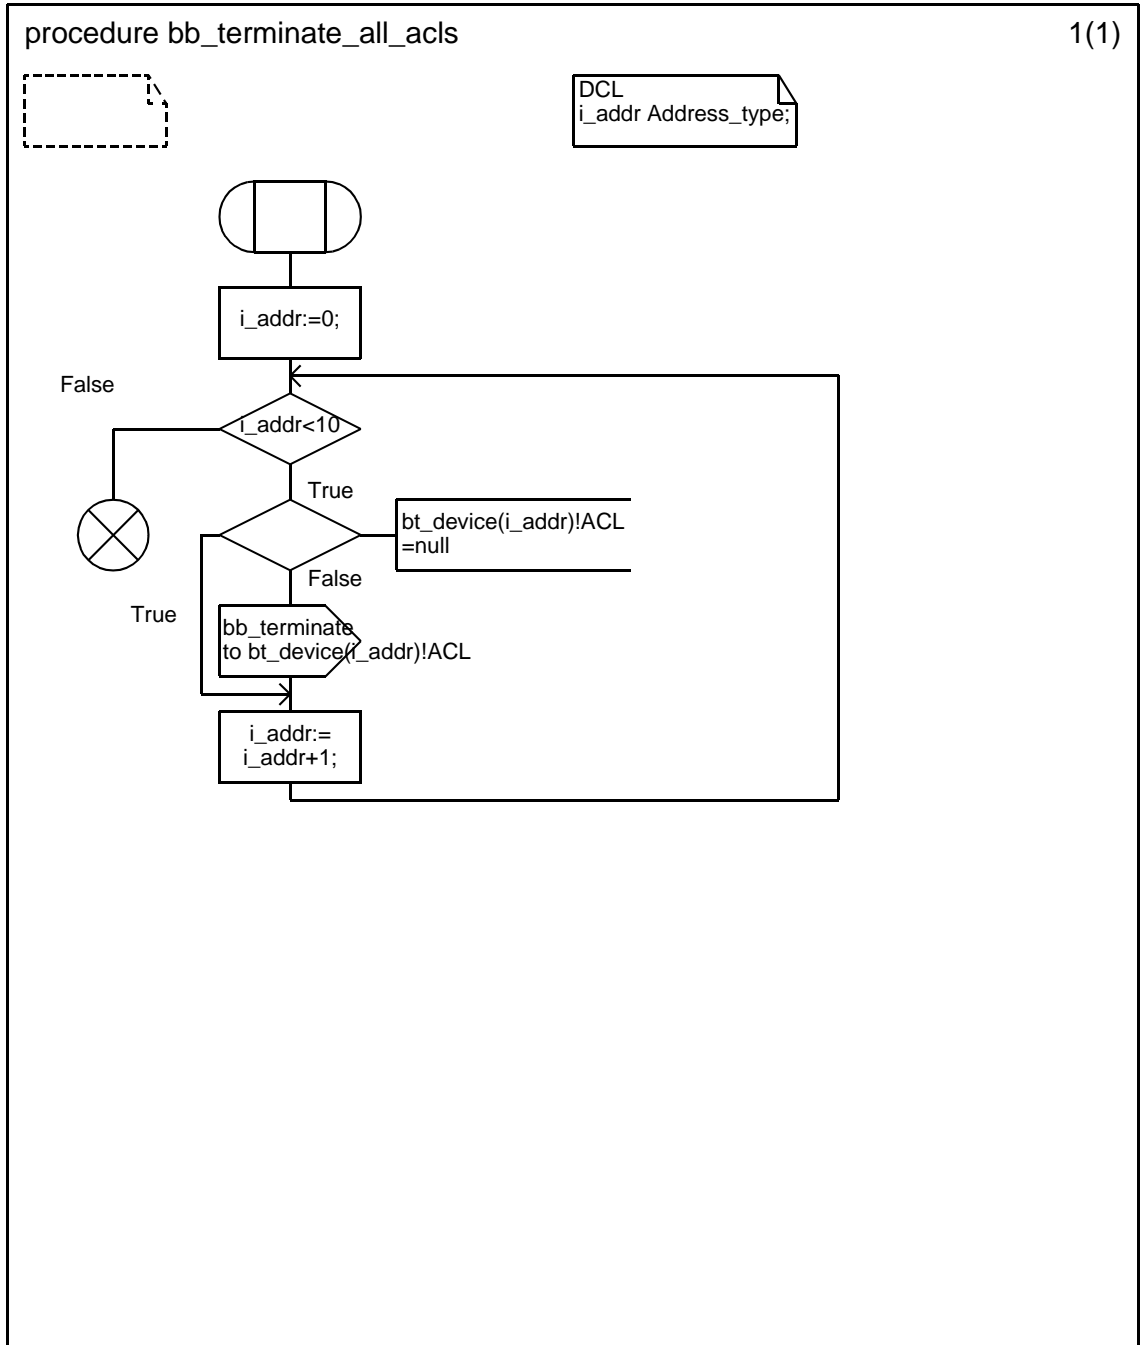 procedure bb_terminate_all_acls
1(1)
DCL
i_addr Address_type;
i_addr:=0;
False
i_addr<10
True
bt_device(i_addr)!ACL
=null
False
True
bb_terminate
to bt_device(i_addr)!ACL
i_addr:=
i_addr+1;